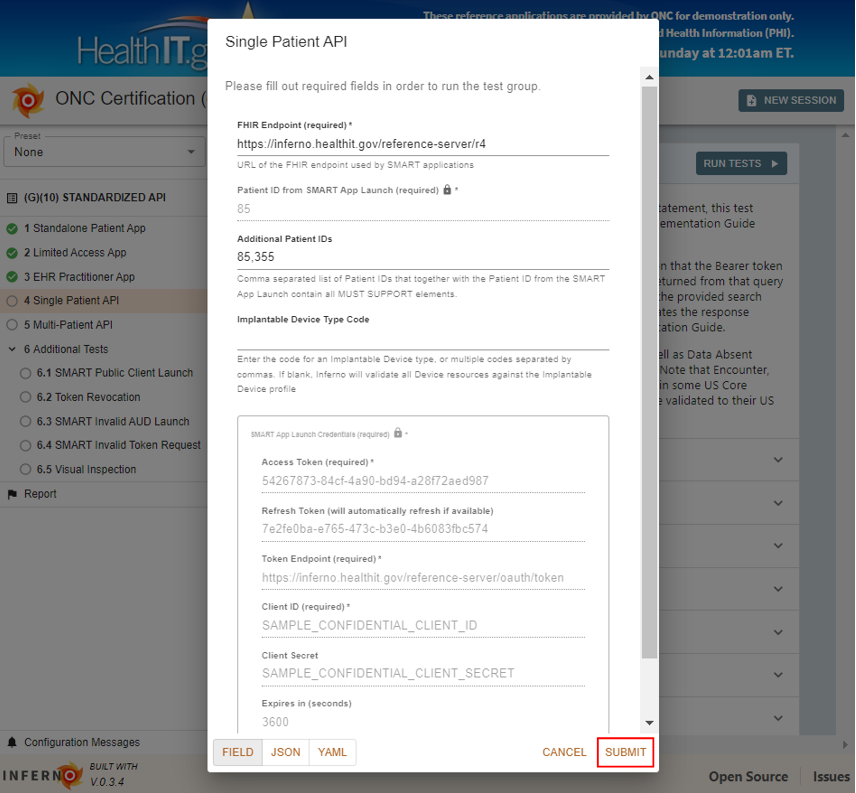 These reference applications are provided by ONC for demonstration only.
d Health Information (PHI).
unday at 12:01am ET.
HealthIT.g
ONC Certification (
NEW SESSION
Preset
None
(G)(10) STANDARDIZED API
1 Standalone Patient App
2 Limited Access App
3 EHR Practitioner App
4 Single Patient API
5 Multi-Patient API
6 Additional Tests
6.1 SMART Public Client Launch
6.2 Token Revocation
6.3 SMART Invalid AUD Launch
6.4 SMART Invalid Token Request
6.5 Visual Inspection
Report
Configuration Messages
INFERNO
BUILT WITH
V.0.3.4
Single Patient API
Please fill out required fields in order to run the test group.
FHIR Endpoint (required) *
https://inferno.healthit.gov/reference-server/r4
URL of the FHIR endpoint used by SMART applications
Patient ID from SMART App Launch (required) *
85
Additional Patient IDs
85,355
Comma separated list of Patient IDs that together with the Patient ID from the SMART
App Launch contain all MUST SUPPORT elements.
Implantable Device Type Code
Enter the code for an Implantable Device type, or multiple codes separated by
commas. If blank, Inferno will validate all Device resources against the Implantable
Device profile
SMART App Launch Credentials (required) *
Access Token (required) *
54267873-84cf-4a90-bd94-a28f72aed987
Refresh Token (will automatically refresh if available)
7e2fe0ba-e765-473c-b3e0-4b6083fbc574
Token Endpoint (required) *
https://inferno.healthit.gov/reference-server/oauth/token
Client ID (required) *
SAMPLE_CONFIDENTIAL_CLIENT_ID
Client Secret
SAMPLE_CONFIDENTIAL_CLIENT_SECRET
Expires in (seconds)
3600
FIELD
JSON
YAML
CANCEL
SUBMIT
RUN TESTS
tatement, this test
ementation Guide
n that the Bearer token
eturned from that query
the provided search
ates the response
tation Guide.
ell as Data Absent
Note that Encounter,
in some US Core
e validated to their US
Open Source
Issues